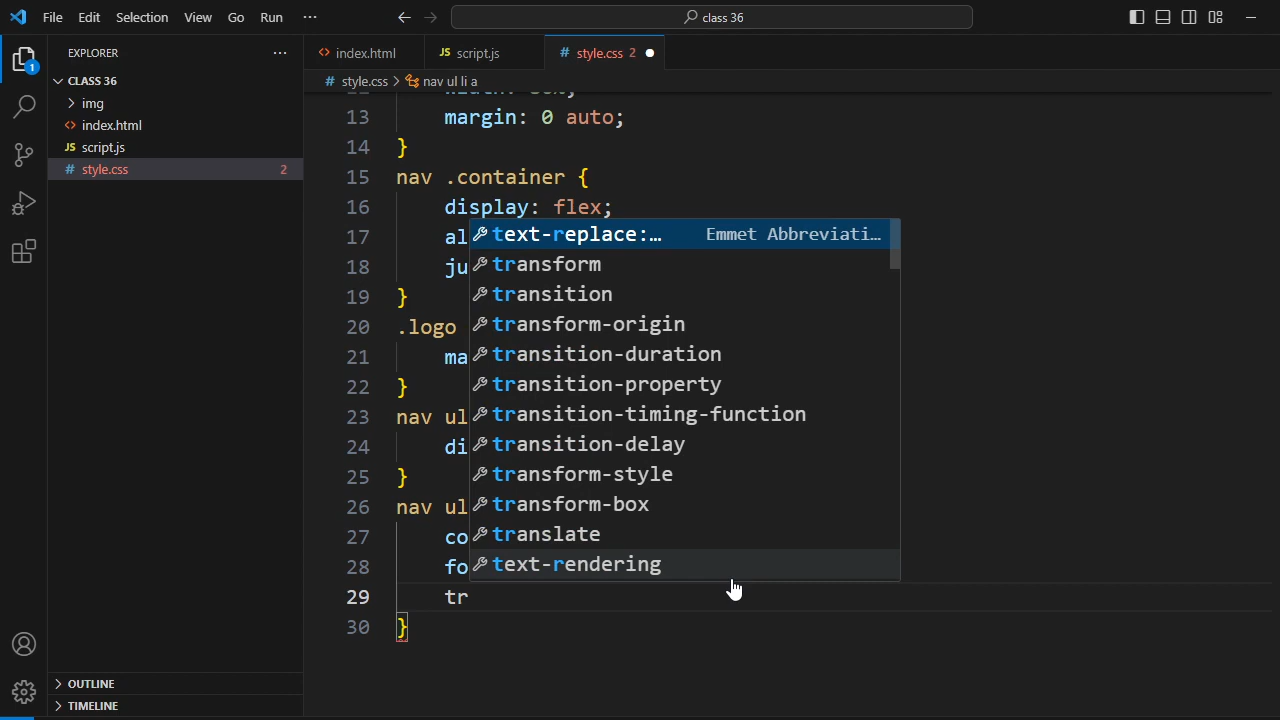 File Edit Selection View Go Run ···
class 36
1
EXPLORER ···
CLASS 36
img
index.html
JS script.js
# style.css 2
OUTLINE
TIMELINE
index.html JS script.js # style.css 2
# style.css > nav ul li a
13 margin: 0 auto;
14 }
15 nav .container {
16 display: flex;
17 al
18 ju
19 }
20 .logo
21 ma
22 }
23 nav ul
24 di
25 }
26 nav ul
27 co
28 fo
29 tr
30 }
text-replace:… Emmet Abbreviati…
transform
transition
transform-origin
transition-duration
transition-property
transition-timing-function
transition-delay
transform-style
transform-box
translate
text-rendering